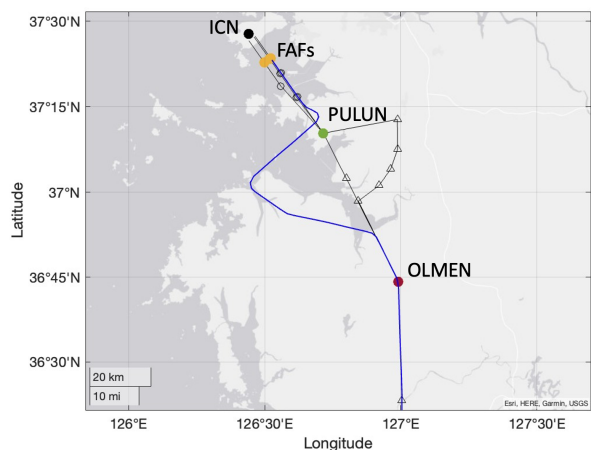 37°30'N
37°15'N
37°N
36°45'N
36°30'N
Latitude
ICN
FAFs
PULUN
OLMEN
20 km
10 mi
Esri, HERE, Garmin, USGS
126°E
126°30'E
127°E
127°30'E
Longitude